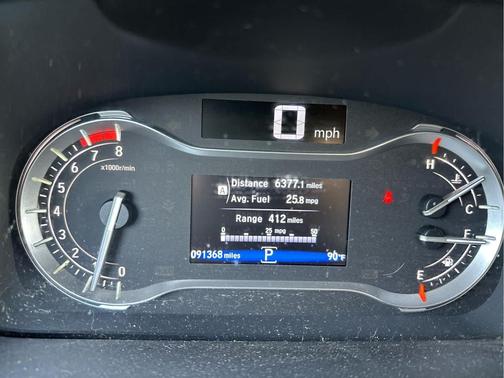 0 mph
8
7
6
5
4
3
2
1
0
x1000r/min
A Distance 6377.1 miles
Avg. Fuel 25.8 mpg
Range 412 miles
0 25 mpg 50
091368 miles P 90°F
H
C
F
E